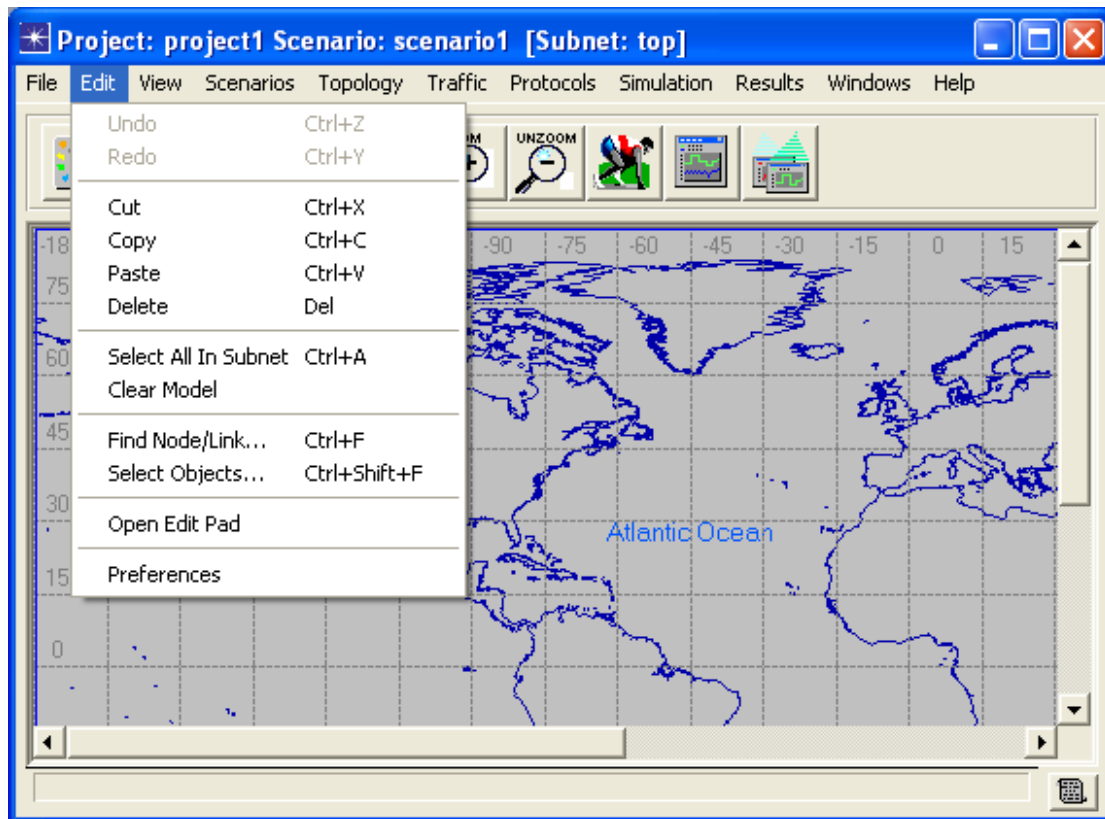 Project: project1 Scenario: scenario1 [Subnet: top]
File Edit View Scenarios Topology Traffic Protocols Simulation Results Windows Help
Undo Ctrl+Z
Redo Ctrl+Y
UNZOOM
Cut Ctrl+X
Copy Ctrl+C
Paste Ctrl+V
Delete Del
Select All In Subnet Ctrl+A
Clear Model
Find Node/Link... Ctrl+F
Select Objects... Ctrl+Shift+F
Open Edit Pad
Preferences
-90 -75 -60 -45 -30 -15 0 15
75
60
45
30
15
0
Atlantic Ocean